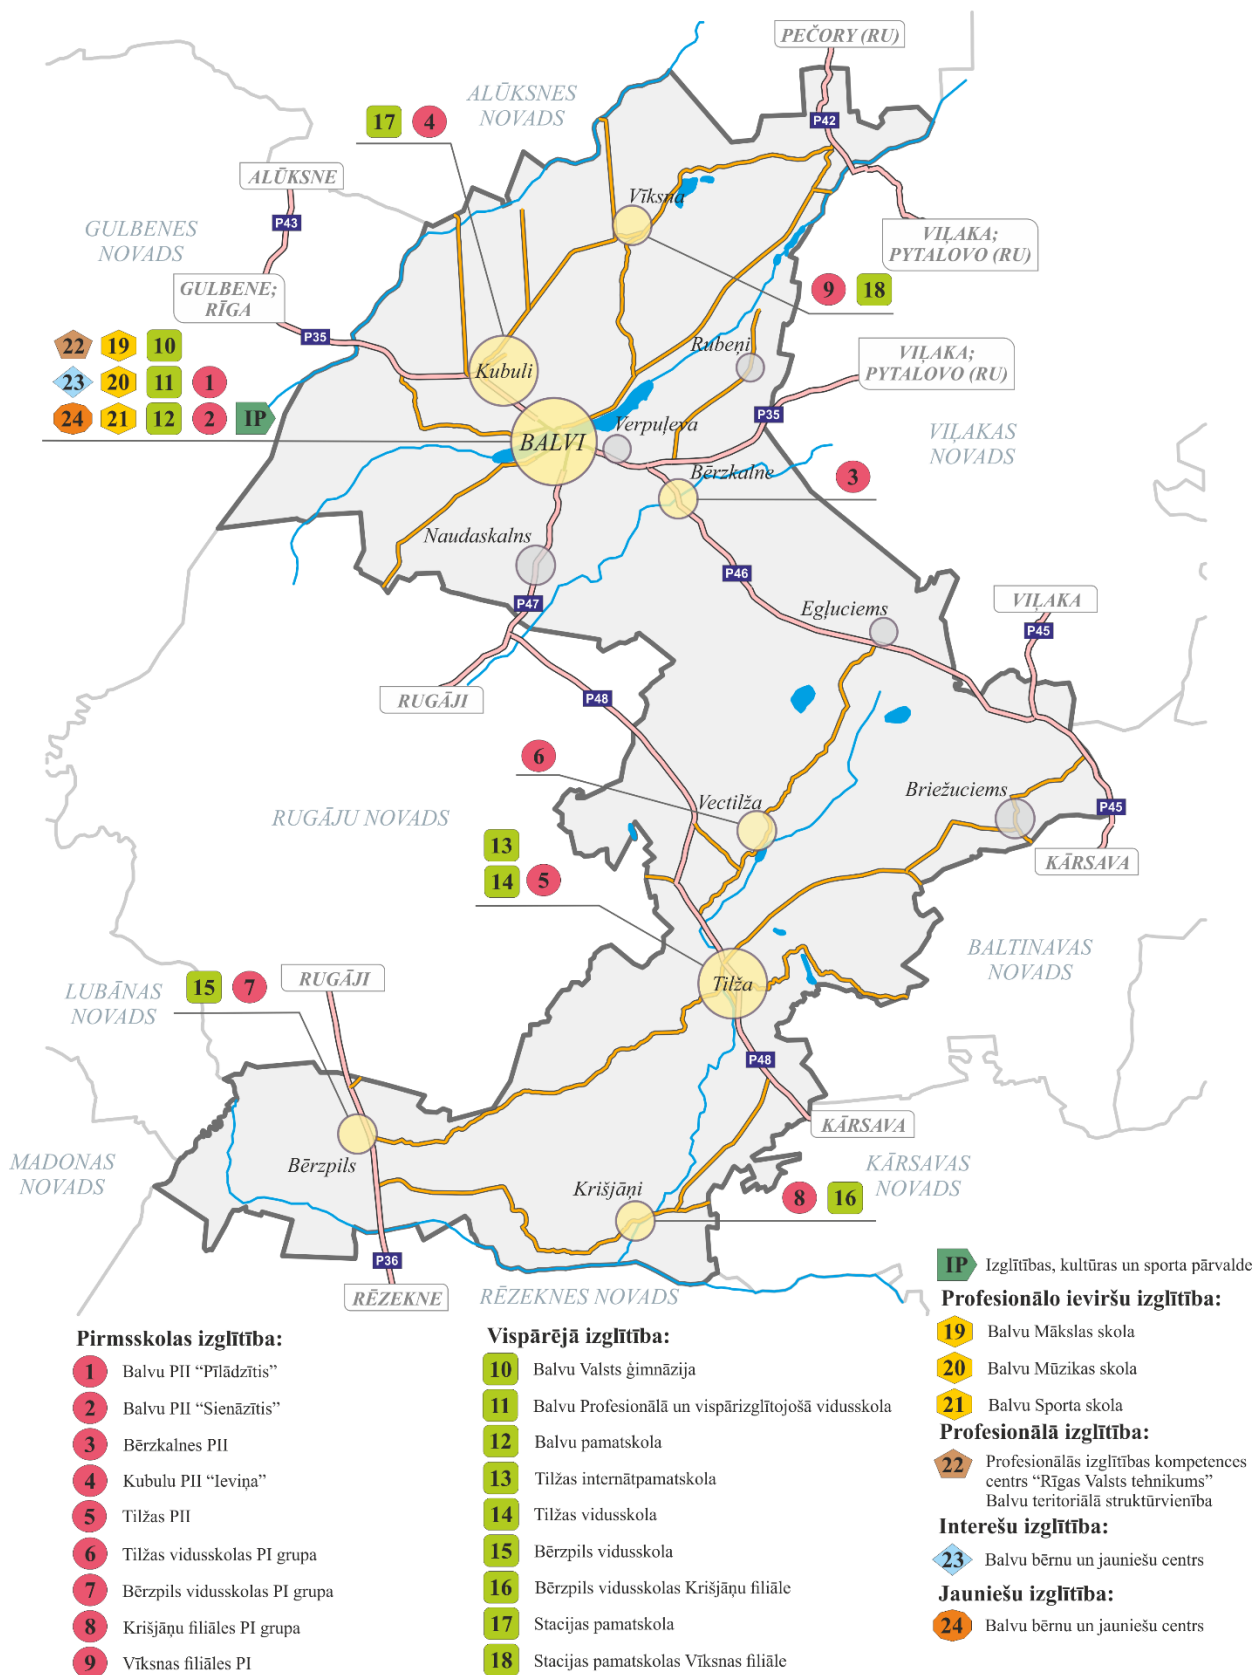 PEČORY (RU)
ALŪKSNES
NOVADS
17 4
P42
ALŪKSNE
Vīksna
P43
GULBENES
NOVADS
VIĻAKA;
PYTALOVO (RU)
GULBENE;
RĪGA
9 18
P35
22 19 10
Rubeņi
VIĻAKA;
PYTALOVO (RU)
Kubuli
23 20 11 1
24 21 12 2 IP
P35
Verpuļeva
BALVI
VIĻAKAS
NOVADS
Bērzkalne
3
Naudaskalns
P46
P47
Egļuciems
VIĻAKA
P45
RUGĀJI
P48
6
Vectilža
Briežuciems
P45
RUGĀJU NOVADS
13
14 5
KĀRSAVA
BALTINAVAS
NOVADS
RUGĀJI
Tilža
15 7
LUBĀNAS
NOVADS
P48
KĀRSAVA
Bērzpils
MADONAS
NOVADS
KĀRSAVAS
NOVADS
Krišjāņi
8 16
P36
RĒZEKNE
RĒZEKNES NOVADS
Pirmsskolas izglītība:
1 Balvu PII “Pīlādzītis”
2 Balvu PII “Sienāzītis”
3 Bērzkalnes PII
4 Kubulu PII “Ieviņa”
5 Tilžas PII
6 Tilžas vidusskolas PI grupa
7 Bērzpils vidusskolas PI grupa
8 Krišjāņu filiāles PI grupa
9 Vīksnas filiāles PI
Vispārējā izglītība:
10 Balvu Valsts ģimnāzija
11 Balvu Profesionālā un vispārizglītojošā vidusskola
12 Balvu pamatskola
13 Tilžas internātpamatskola
14 Tilžas vidusskola
15 Bērzpils vidusskola
16 Bērzpils vidusskolas Krišjāņu filiāle
17 Stacijas pamatskola
18 Stacijas pamatskolas Vīksnas filiāle
IP Izglītības, kultūras un sporta pārvalde
Profesionālo ieviršu izglītība:
19 Balvu Mākslas skola
20 Balvu Mūzikas skola
21 Balvu Sporta skola
Profesionālā izglītība:
22 Profesionālās izglītības kompetences
centrs “Rīgas Valsts tehnikums”
Balvu teritoriālā struktūrvienība
Interešu izglītība:
23 Balvu bērnu un jauniešu centrs
Jauniešu izglītība:
24 Balvu bērnu un jauniešu centrs